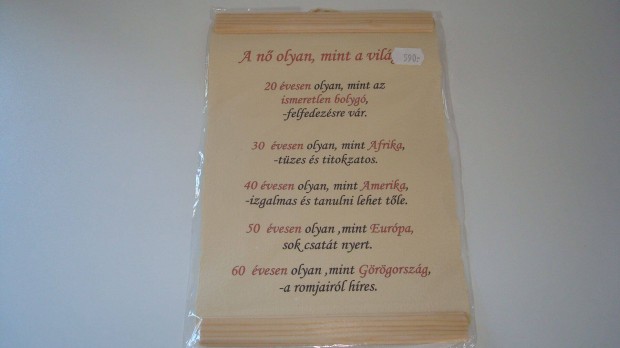 A nő olyan, mint a világ
590,-
20 évesen olyan, mint az
ismeretlen bolygó,
-felfedezésre vár.
30 évesen olyan, mint Afrika,
-tüzes és titokzatos.
40 évesen olyan, mint Amerika,
-izgalmas és tanulni lehet tőle.
50 évesen olyan ,mint Európa,
sok csatát nyert.
60 évesen olyan ,mint Görögország,
-a romjairól híres.